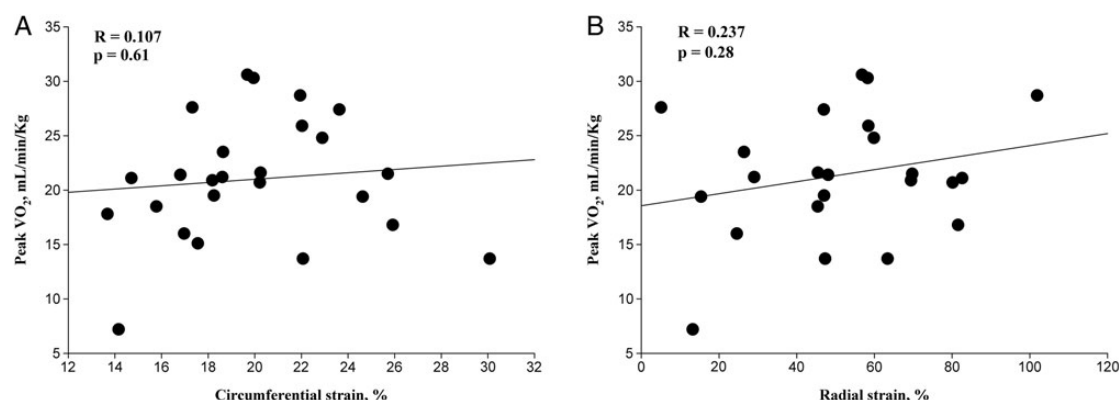 A
R = 0.107
p = 0.61
Peak VO₂, mL/min/Kg
35
30
25
20
15
10
5
12 14 16 18 20 22 24 26 28 30 32
Circumferential strain, %
B
R = 0.237
p = 0.28
Peak VO₂, mL/min/Kg
35
30
25
20
15
10
5
0 20 40 60 80 100 120
Radial strain, %